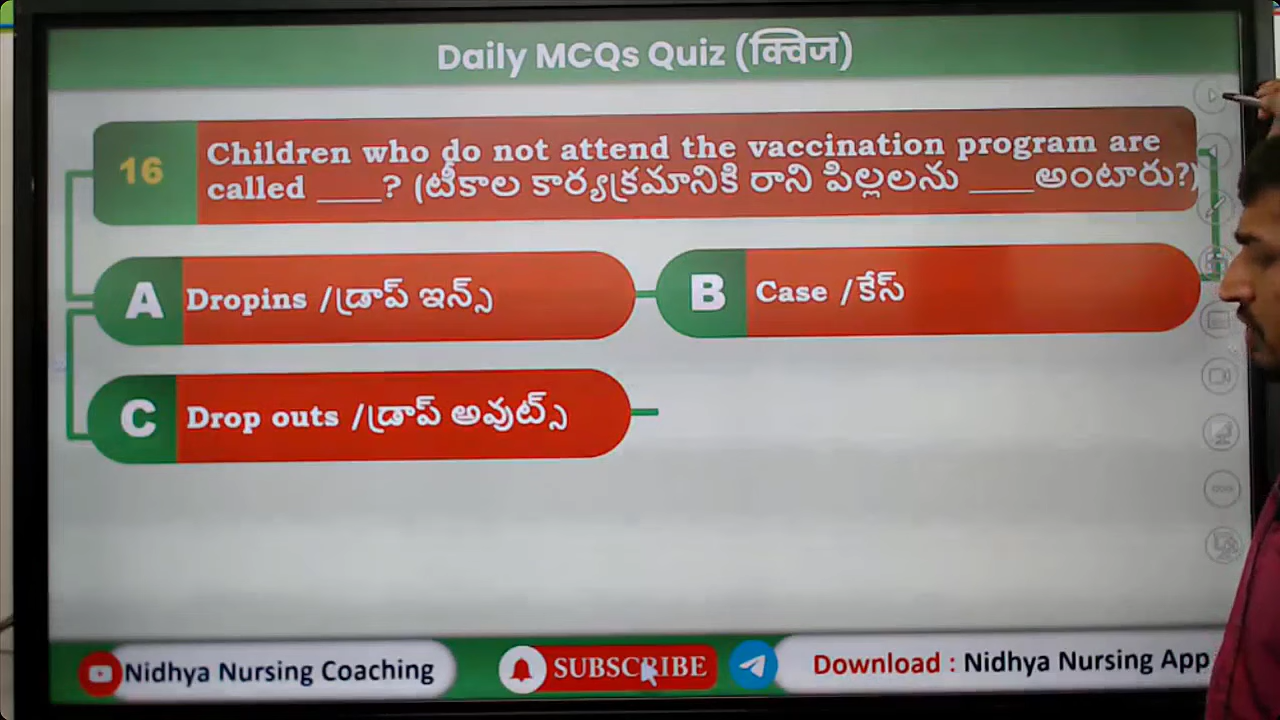 Daily MCQs Quiz (क्विज)
16
Children who do not attend the vaccination program are
called ____? (టీకాల కార్యక్రమానికి రాని పిల్లలను ____అంటారు?)
A Dropins /డ్రాప్ ఇన్స్
B Case /కేస్
C Drop outs /డ్రాప్ అవుట్స్
Nidhya Nursing Coaching
SUBSCRIBE
Download : Nidhya Nursing App